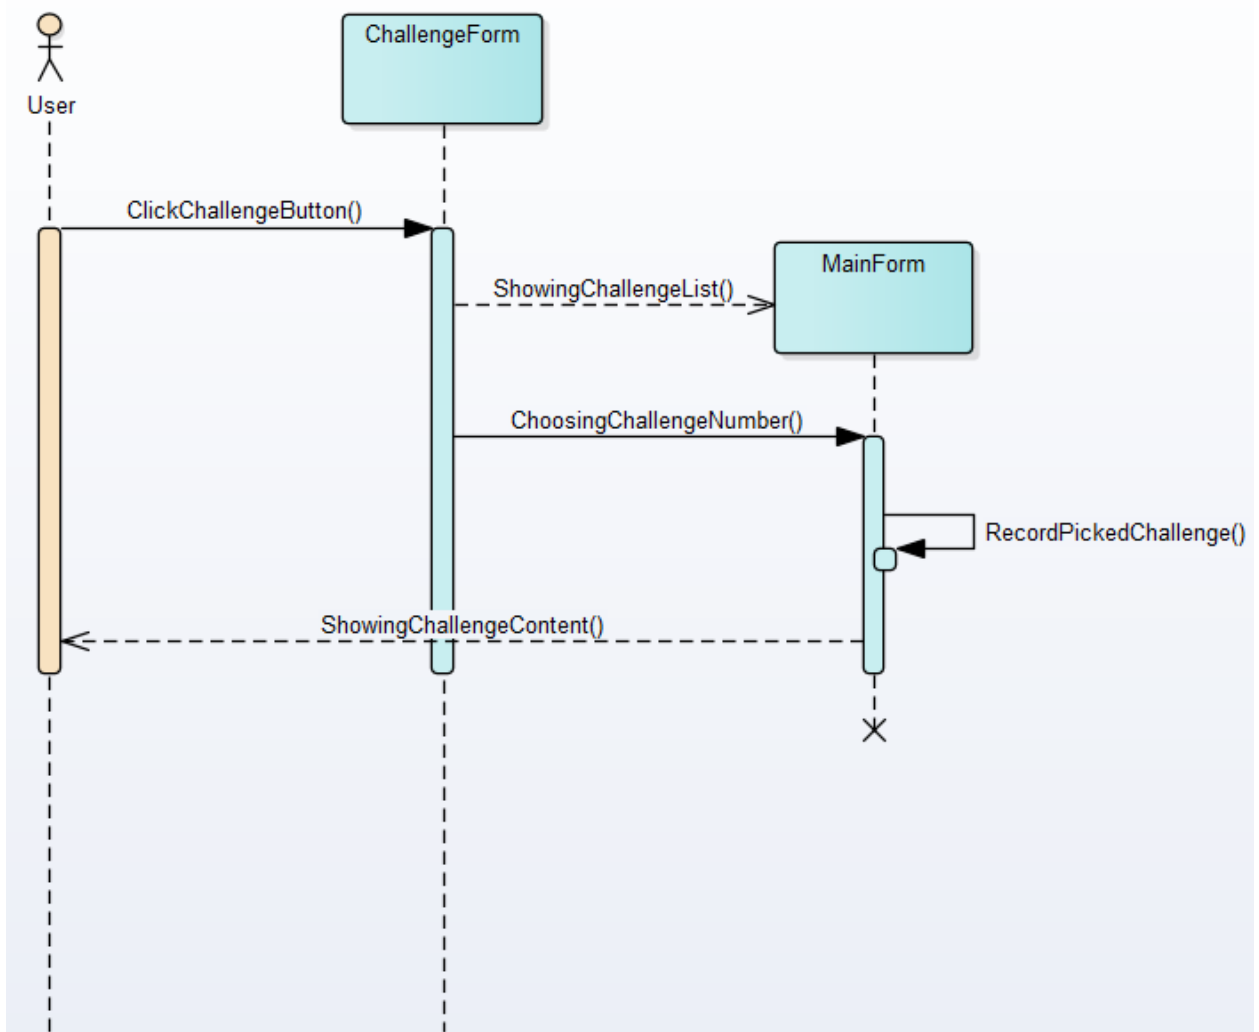 ChallengeForm
User
ClickChallengeButton()
MainForm
ShowingChallengeList()
ChoosingChallengeNumber()
RecordPickedChallenge()
ShowingChallengeContent()